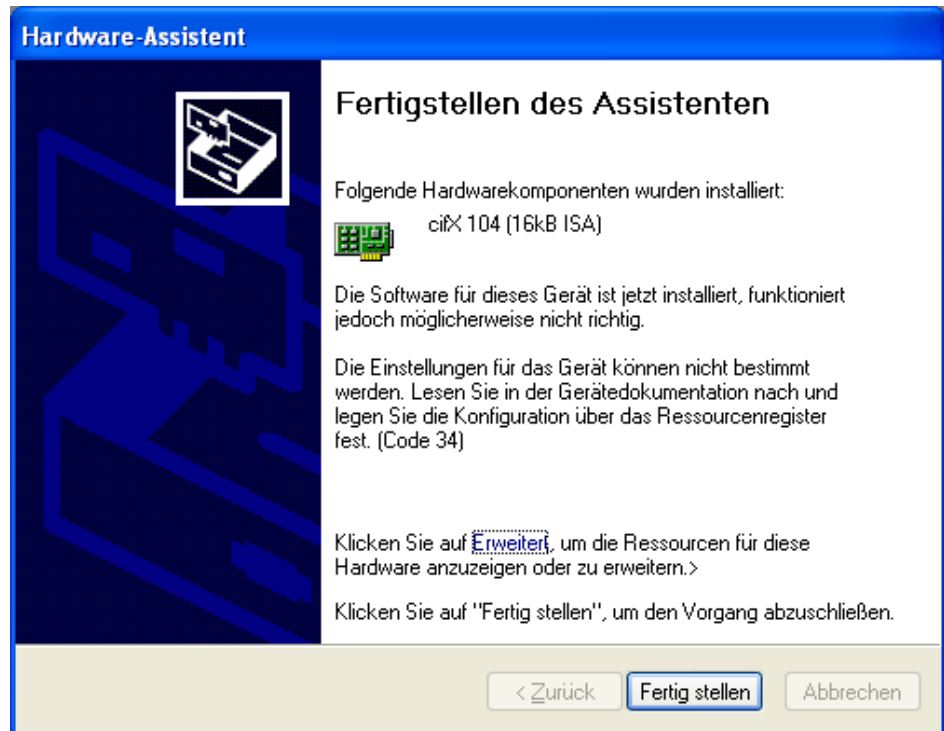 Hardware-Assistent
Fertigstellen des Assistenten
Folgende Hardwarekomponenten wurden installiert:
cifX 104 (16kB ISA)
Die Software für dieses Gerät ist jetzt installiert, funktioniert
jedoch möglicherweise nicht richtig.
Die Einstellungen für das Gerät können nicht bestimmt
werden. Lesen Sie in der Gerätedokumentation nach und
legen Sie die Konfiguration über das Ressourcenregister
fest. (Code 34)
Klicken Sie auf Erweitert, um die Ressourcen für diese
Hardware anzuzeigen oder zu erweitern.>
Klicken Sie auf "Fertig stellen", um den Vorgang abzuschließen.
< Zurück Fertig stellen Abbrechen